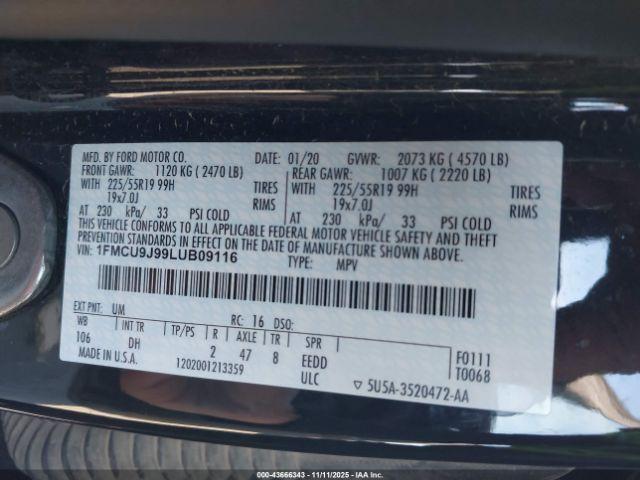 MFD. BY FORD MOTOR CO. DATE: 01/20 GVWR: 2073 KG ( 4570 LB)
FRONT GAWR: 1120 KG ( 2470 LB) REAR GAWR: 1007 KG ( 2220 LB)
WITH 225/55R19 99H TIRES WITH 225/55R19 99H TIRES
19x7.0J RIMS 19x7.0J RIMS
AT 230 kPa/ 33 PSI COLD AT 230 kPa/ 33 PSI COLD
THIS VEHICLE CONFORMS TO ALL APPLICABLE FEDERAL MOTOR VEHICLE SAFETY AND THEFT
PREVENTION STANDARDS IN EFFECT ON THE DATE OF MANUFACTURE SHOWN ABOVE.
VIN: 1FMCU9J99LUB09116 TYPE: MPV
EXT PNT: UM RC: 16 DSO:
WB INT TR TP/PS R AXLE TR SPR
106 DH 2 47 8 EEDD F0111
MADE IN U.S.A. 1202001213359 ULC T0068
▽ 5U5A-3520472-AA
000-43666343 - 11/11/2025 - IAA Inc.